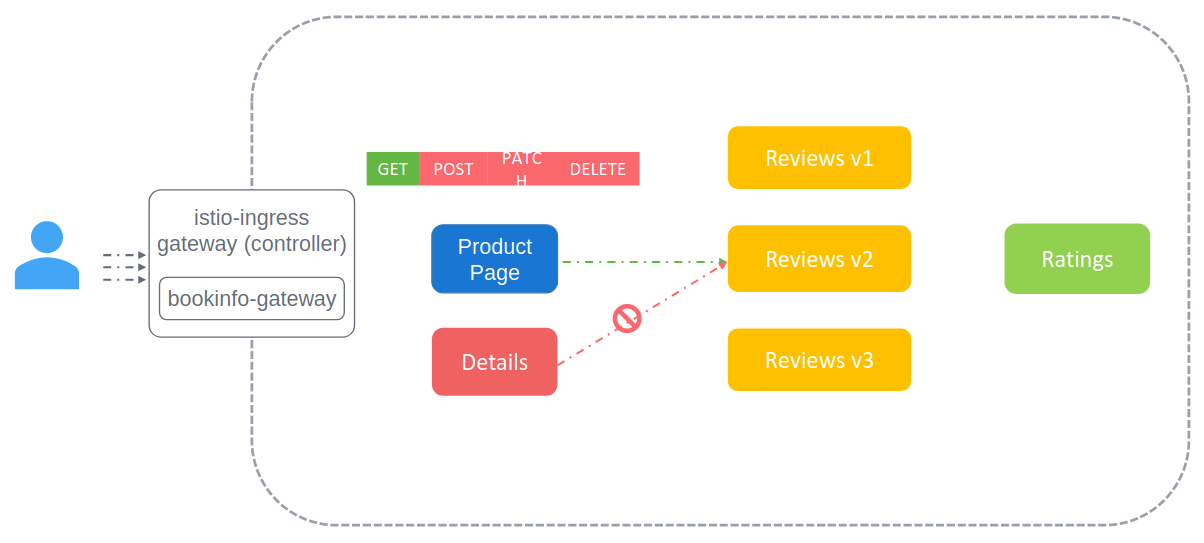 istio-ingress
gateway (controller)
bookinfo-gateway
GET POST PATC
H DELETE
Product
Page
Details
Reviews v1
Reviews v2
Reviews v3
Ratings